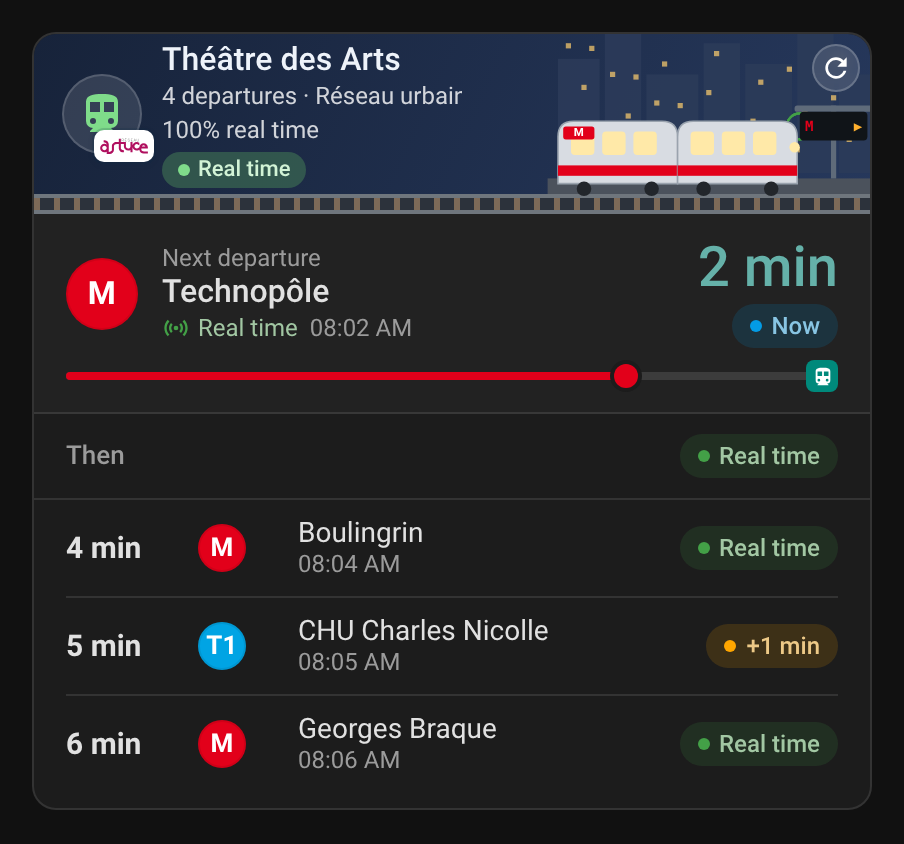 Théâtre des Arts
4 departures · Réseau urbair
100% real time
astuce
Real time
M
M
Next departure
Technopôle
M
Real time 08:02 AM
2 min
Now
Then
Real time
4 min
M
Boulingrin
08:04 AM
Real time
5 min
T1
CHU Charles Nicolle
08:05 AM
+1 min
6 min
M
Georges Braque
08:06 AM
Real time